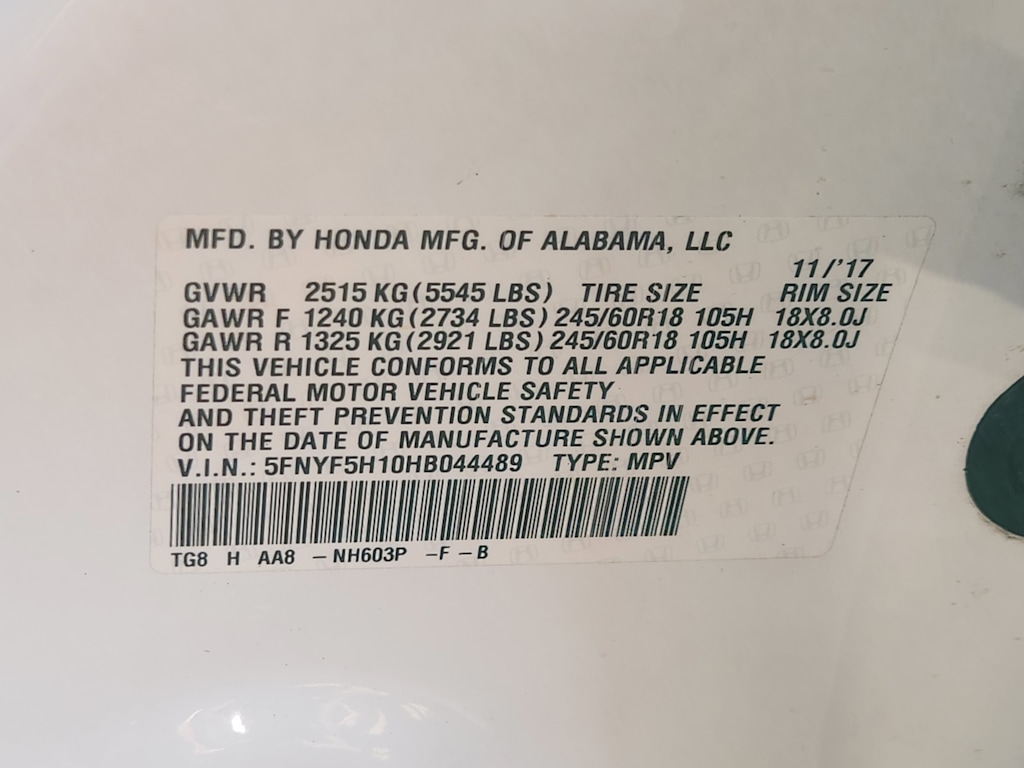 MFD. BY HONDA MFG. OF ALABAMA, LLC
11/'17
GVWR 2515 KG (5545 LBS) TIRE SIZE RIM SIZE
GAWR F 1240 KG (2734 LBS) 245/60R18 105H 18X8.0J
GAWR R 1325 KG (2921 LBS) 245/60R18 105H 18X8.0J
THIS VEHICLE CONFORMS TO ALL APPLICABLE
FEDERAL MOTOR VEHICLE SAFETY
AND THEFT PREVENTION STANDARDS IN EFFECT
ON THE DATE OF MANUFACTURE SHOWN ABOVE.
V.I.N.: 5FNYF5H10HB044489 TYPE: MPV
TG8 H AA8 -NH603P -F-B